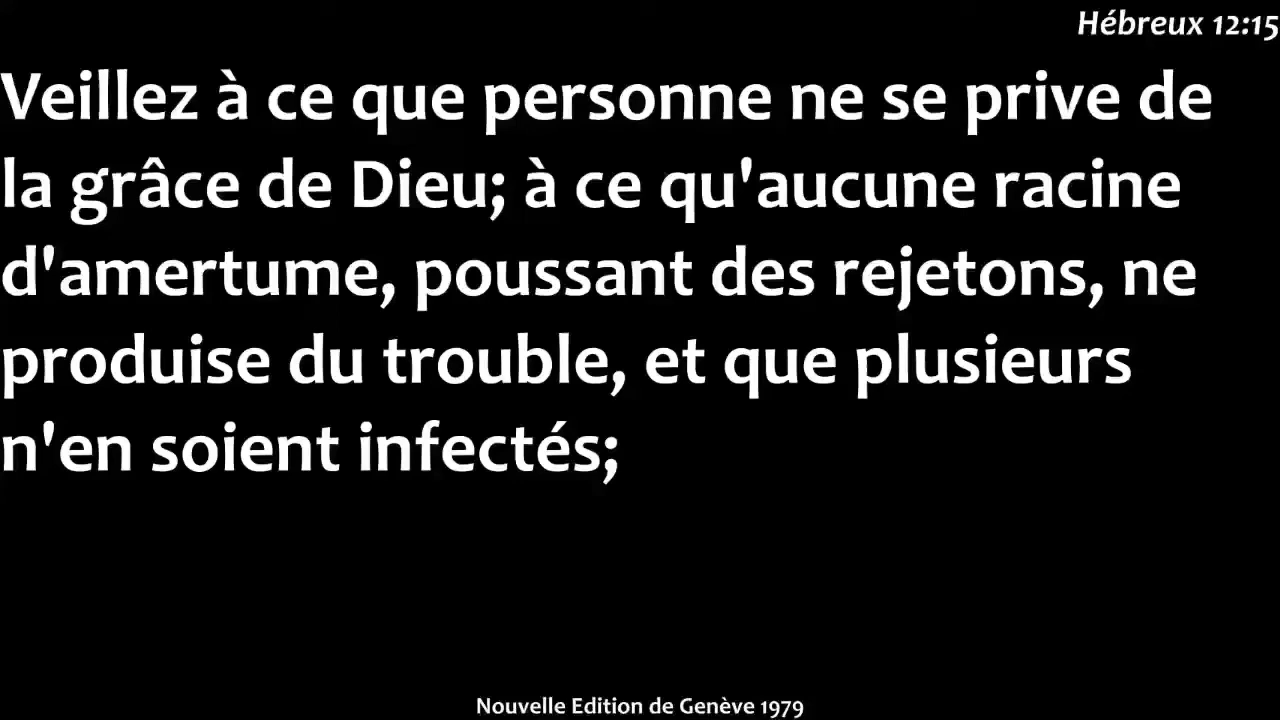 Hébreux 12:15
Veillez à ce que personne ne se prive de
la grâce de Dieu; à ce qu'aucune racine
d'amertume, poussant des rejetons, ne
produise du trouble, et que plusieurs
n'en soient infectés;
Nouvelle Edition de Genève 1979